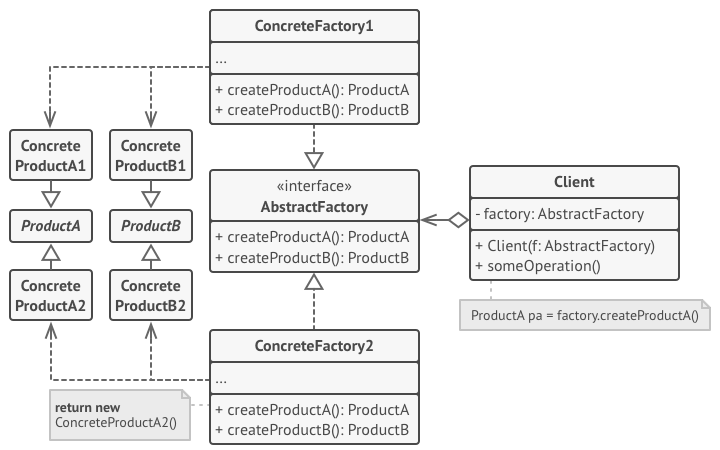 ConcreteFactory1
...
+ createProductA(): ProductA
+ createProductB(): ProductB
Concrete
ProductA1
Concrete
ProductB1
ProductA
ProductB
Concrete
ProductA2
Concrete
ProductB2
«interface»
AbstractFactory
+ createProductA(): ProductA
+ createProductB(): ProductB
Client
- factory: AbstractFactory
+ Client(f: AbstractFactory)
+ someOperation()
ProductA pa = factory.createProductA()
ConcreteFactory2
...
+ createProductA(): ProductA
+ createProductB(): ProductB
return new
ConcreteProductA2()